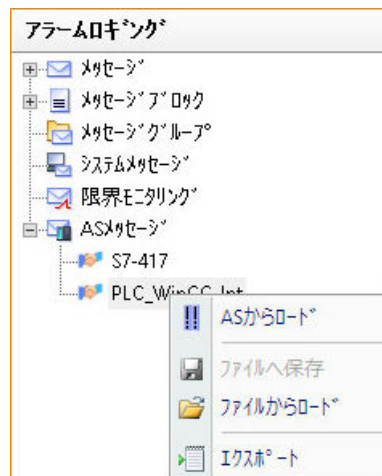 アラームロギング
メッセージ
メッセージブロック
メッセージグループ
システムメッセージ
限界モニタリング
ASメッセージ
S7-417
PLC_WinCC_Int
ASからロード
ファイルへ保存
ファイルからロード
エクスポート